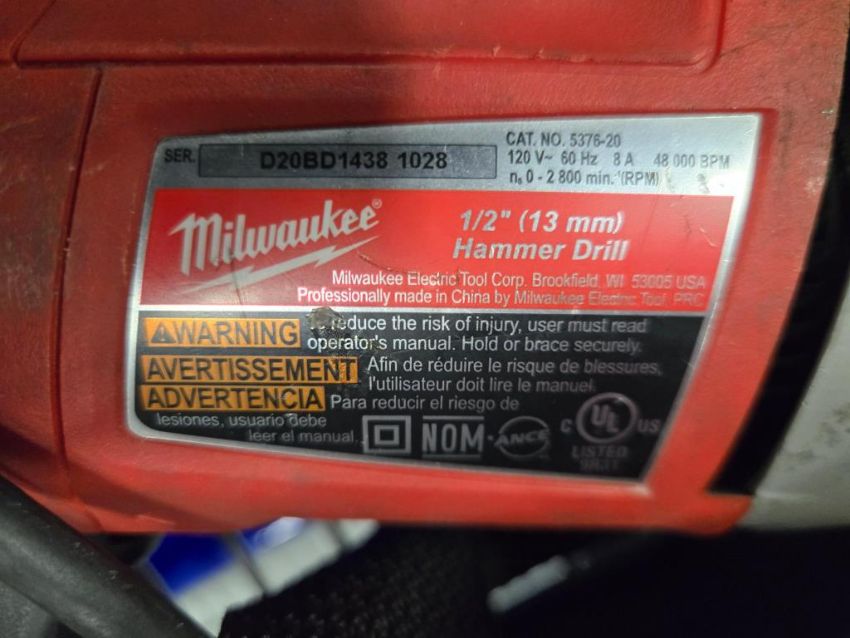 CAT. NO. 5376-20
SER. D20BD1438 1028
120 V~ 60 Hz 8 A 48 000 BPM
n₀ 0 - 2 800 min.⁻¹(RPM)
Milwaukee®
1/2" (13 mm)
Hammer Drill
Milwaukee Electric Tool Corp. Brookfield, WI 53005 USA
Professionally made in China by Milwaukee Electric Tool, PRC
WARNING To reduce the risk of injury, user must read
operator's manual. Hold or brace securely.
AVERTISSEMENT Afin de réduire le risque de blessures,
l'utilisateur doit lire le manuel.
ADVERTENCIA Para reducir el riesgo de
lesiones, usuario debe
leer el manual.
NOM ANCE
C UL US
LISTED